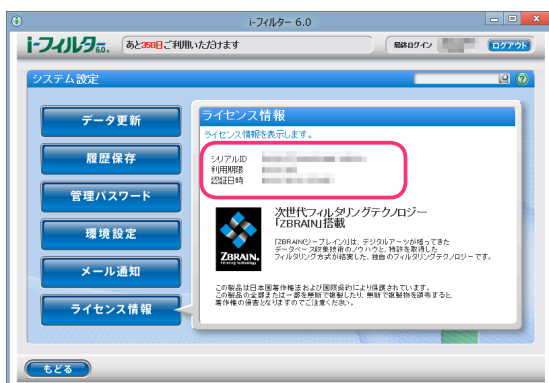 i-フィルター 6.0
i-フィルター 6.0 あと358日ご利用いただけます 最終ログイン ログアウト
システム設定
データ更新
履歴保存
管理パスワード
環境設定
メール通知
ライセンス情報
ライセンス情報
ライセンス情報を表示します。
シリアルID
利用期限
認証日時
ZBRAIN.
次世代フィルタリングテクノロジー
「ZBRAIN」搭載
「ZBRAIN(ジーブレイン)」は、デジタルアーツが培ってきた
データベース収集技術のノウハウと、特許を取得した
フィルタリング方式が結実した、独自のフィルタリングテクノロジーです。
この製品は日本国著作権法および国際条約により保護されています。
この製品の全部または一部を無断で複製したり、無断で複製物を頒布すると、
著作権の侵害となりますのでご注意ください。
もどる